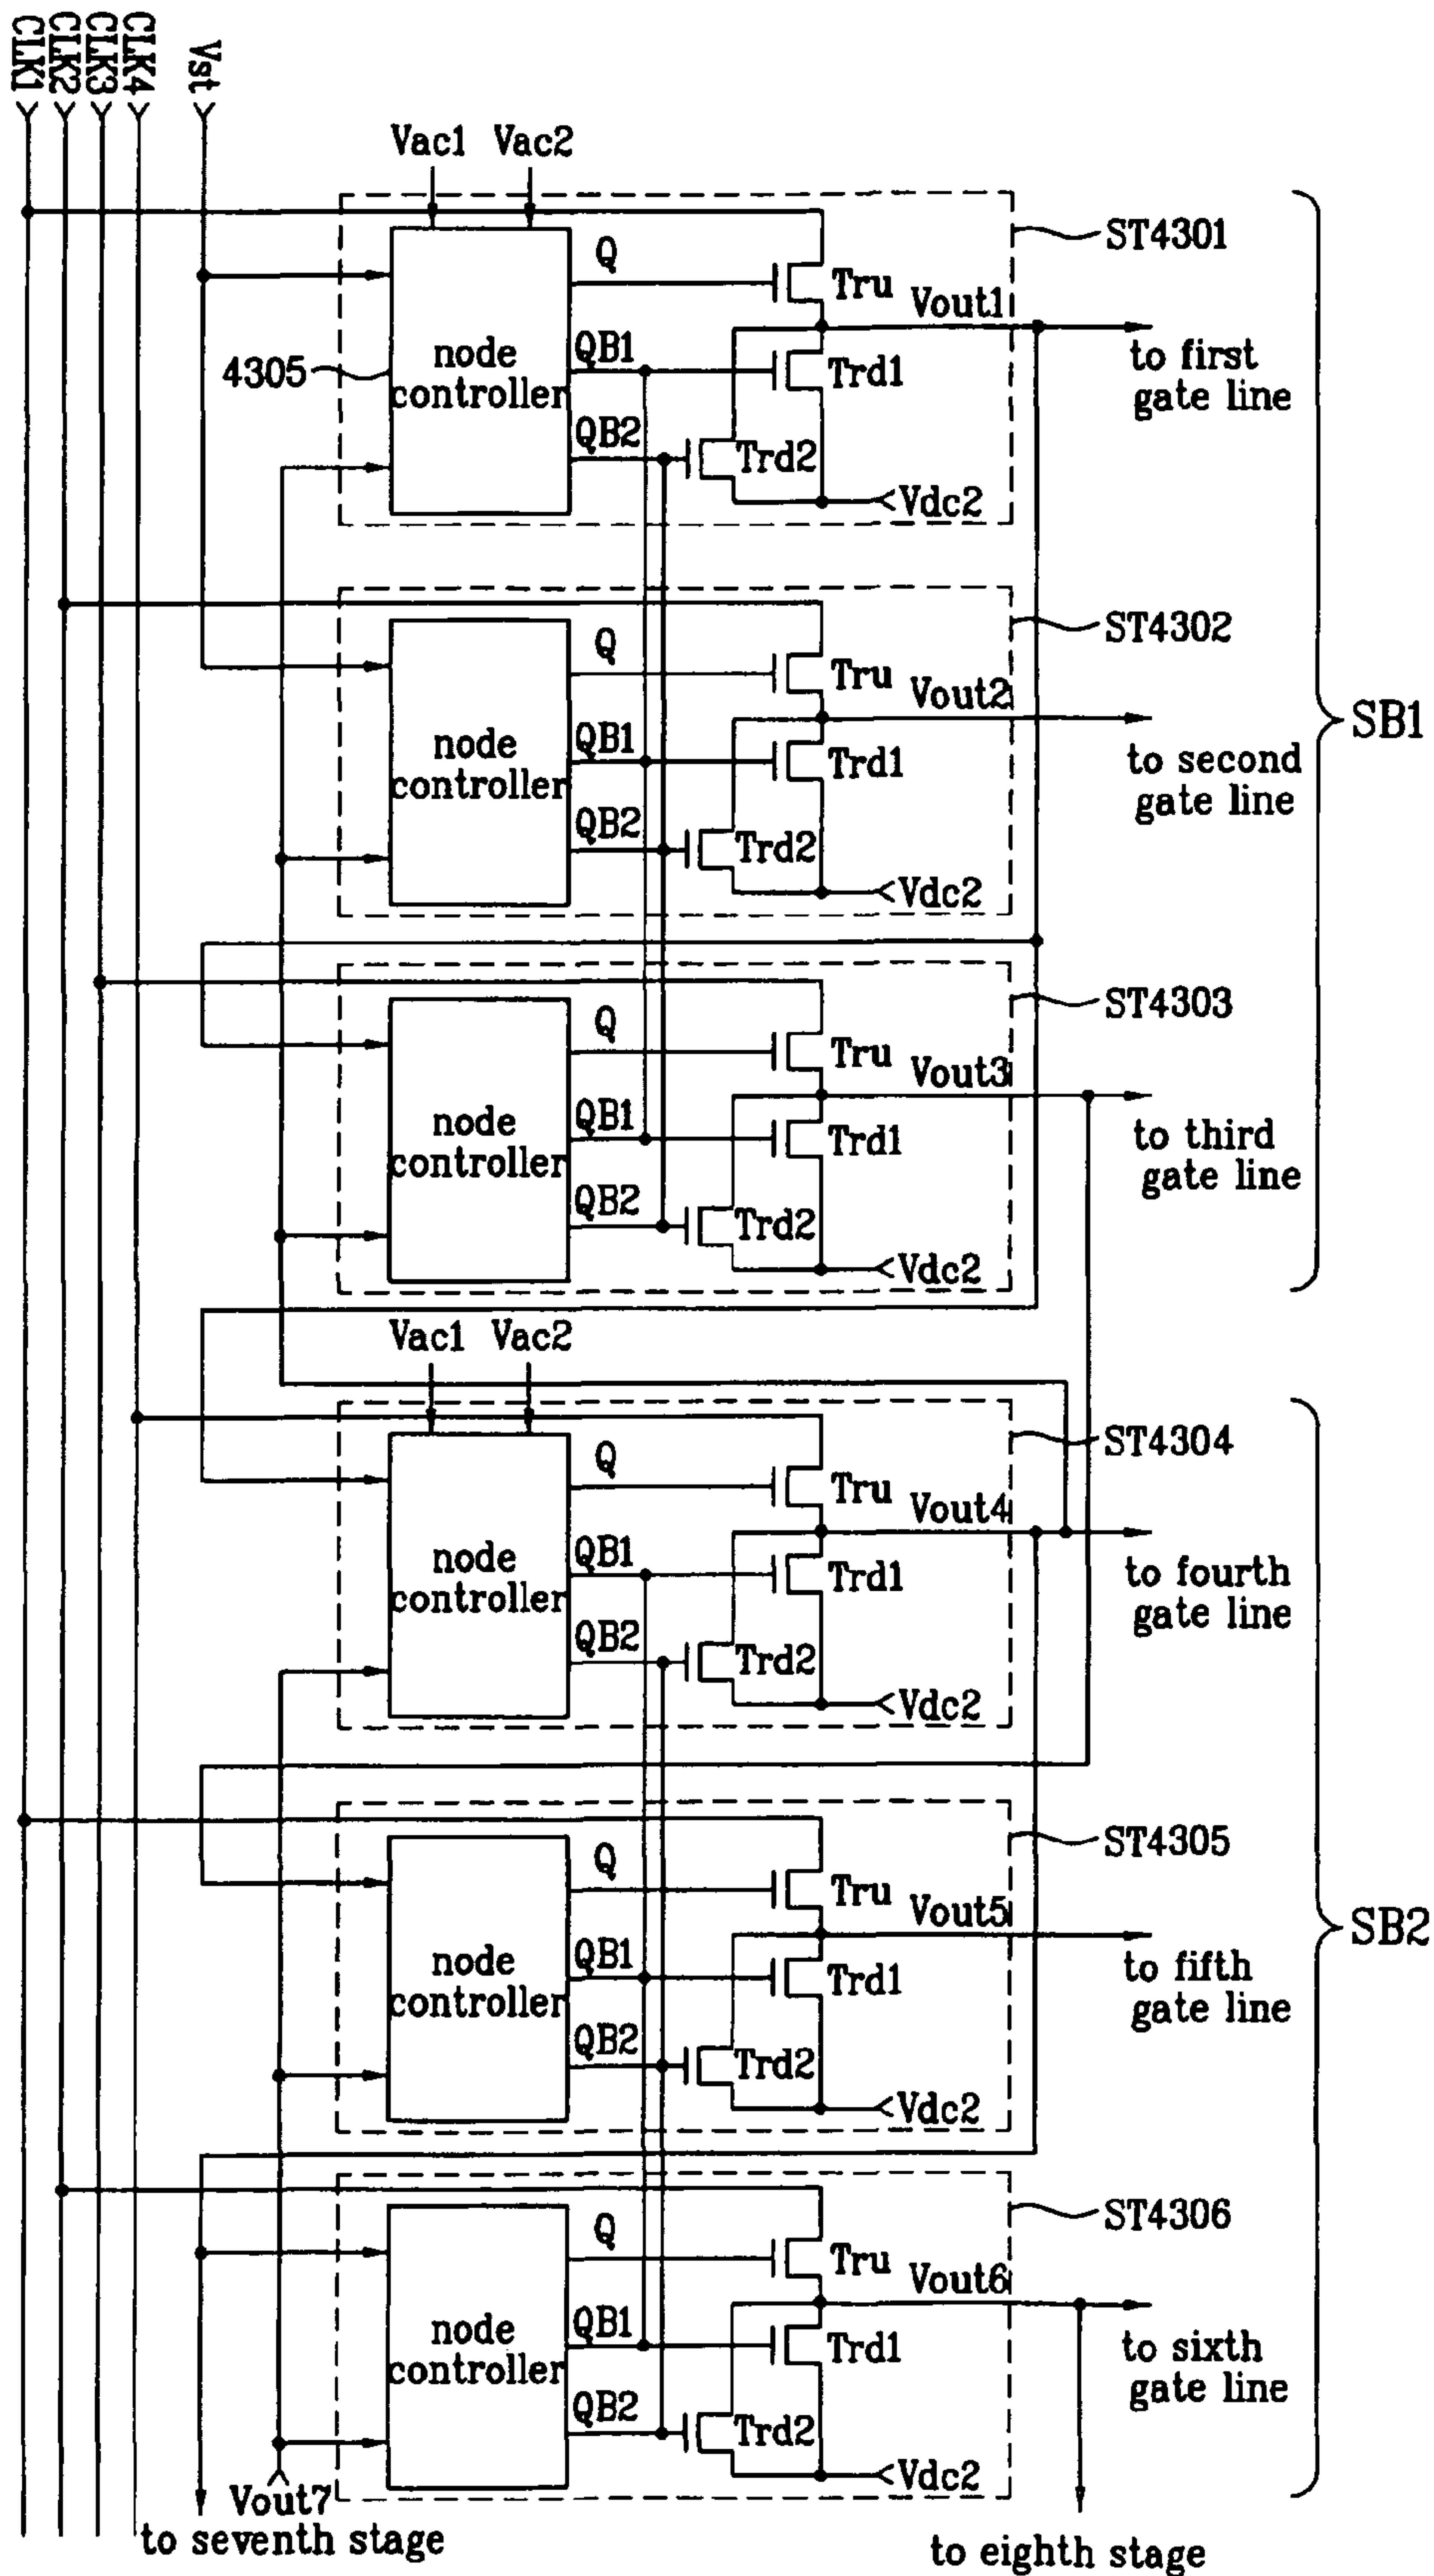 CLK1
CLK2
CLK3
CLK4
Vst
Vac1 Vac2
ST4301
Q
Tru
Vout1
node
controller
4305
QB1
Trd1
to first
gate line
QB2
Trd2
Vdc2
ST4302
Q
Tru
Vout2
node
controller
QB1
Trd1
to second
gate line
QB2
Trd2
Vdc2
SB1
ST4303
Q
Tru
Vout3
node
controller
QB1
Trd1
to third
gate line
QB2
Trd2
Vdc2
Vac1 Vac2
ST4304
Q
Tru
Vout4
node
controller
QB1
Trd1
to fourth
gate line
QB2
Trd2
Vdc2
ST4305
Q
Tru
Vout5
node
controller
QB1
Trd1
to fifth
gate line
QB2
Trd2
Vdc2
SB2
ST4306
Q
Tru
Vout6
node
controller
QB1
Trd1
to sixth
gate line
QB2
Trd2
Vdc2
Vout7
to seventh stage
to eighth stage